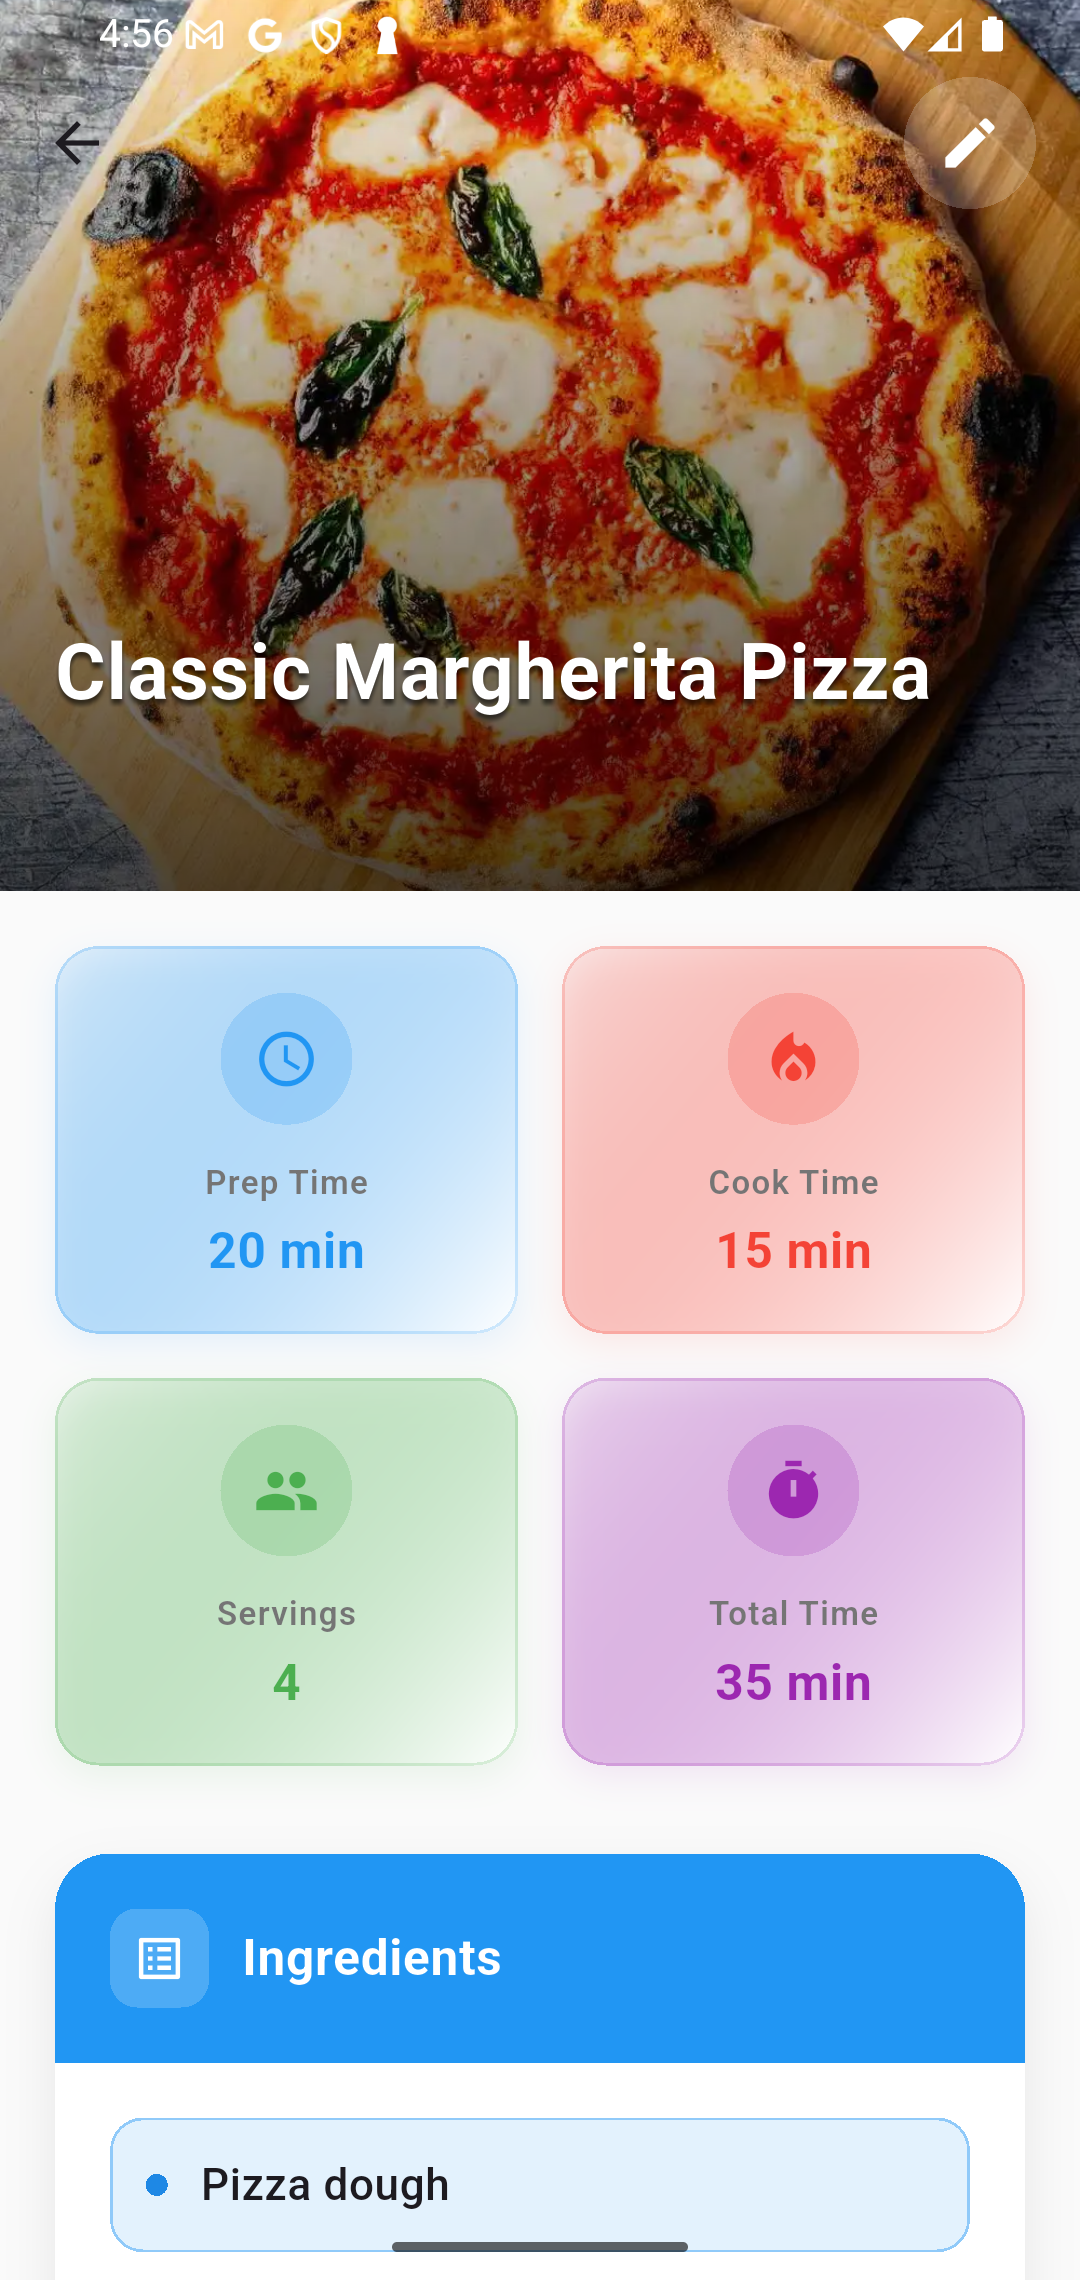 4:56
Classic Margherita Pizza
Prep Time
20 min
Cook Time
15 min
Servings
4
Total Time
35 min
Ingredients
Pizza dough